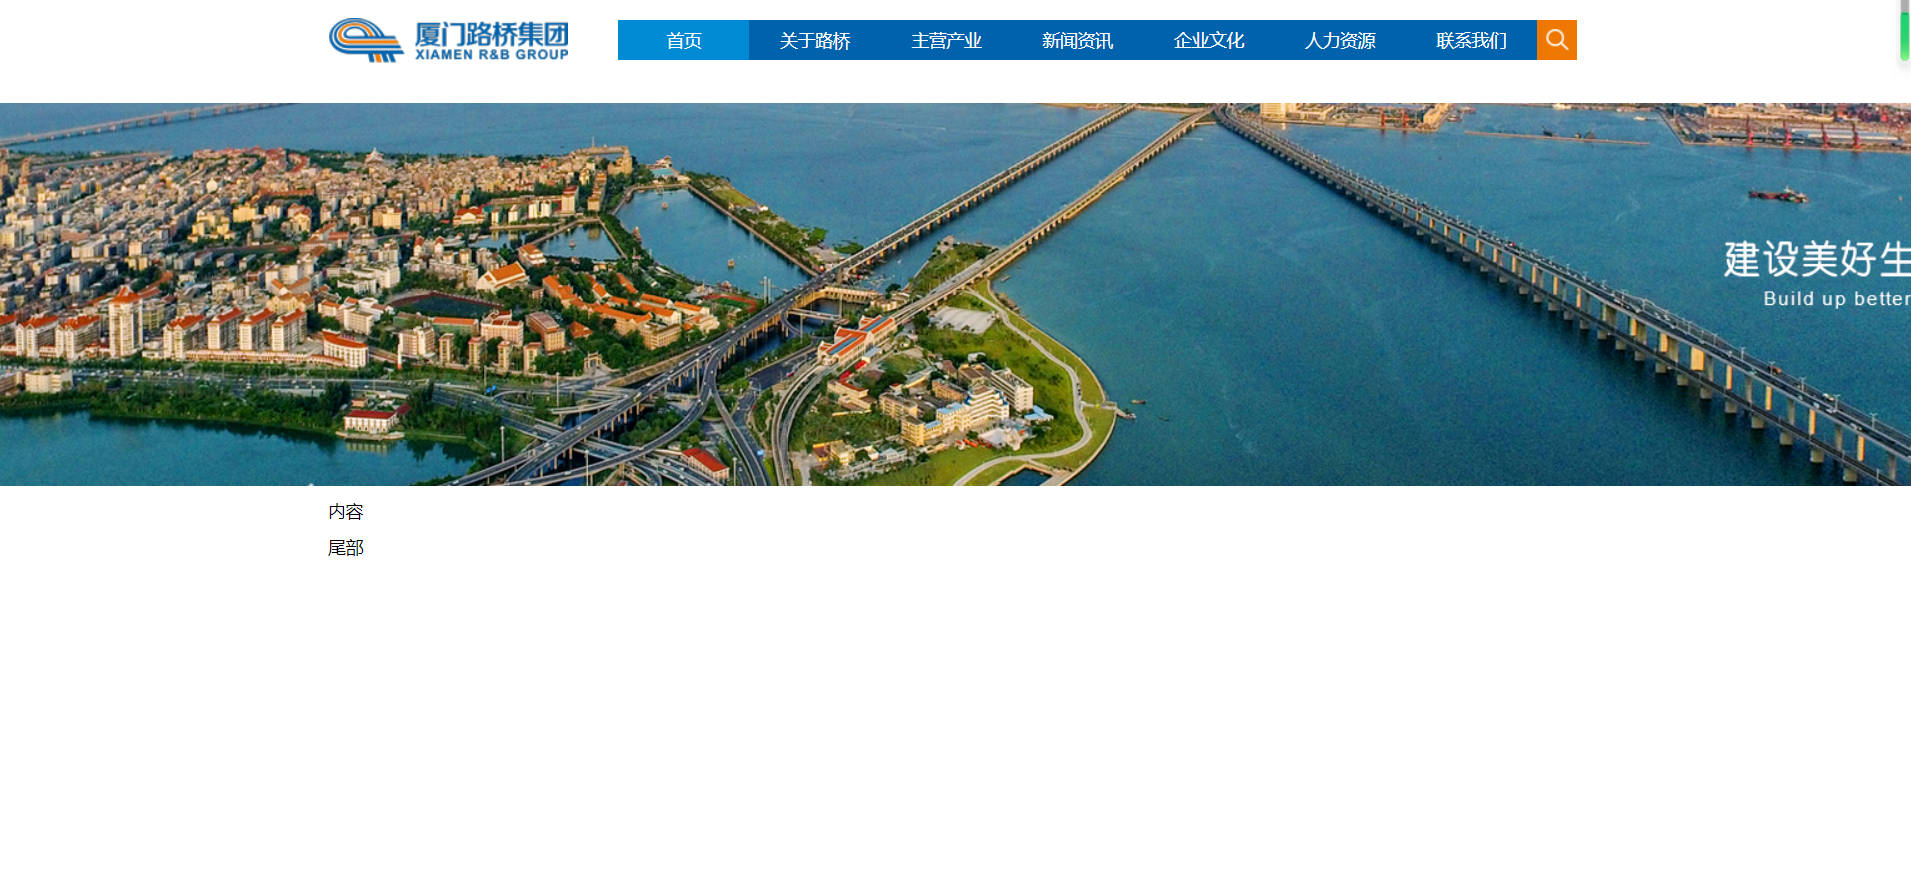 厦门路桥集团
XIAMEN R&B GROUP
首页 关于路桥 主营产业 新闻资讯 企业文化 人力资源 联系我们
建设美好生
Build up better
内容
尾部